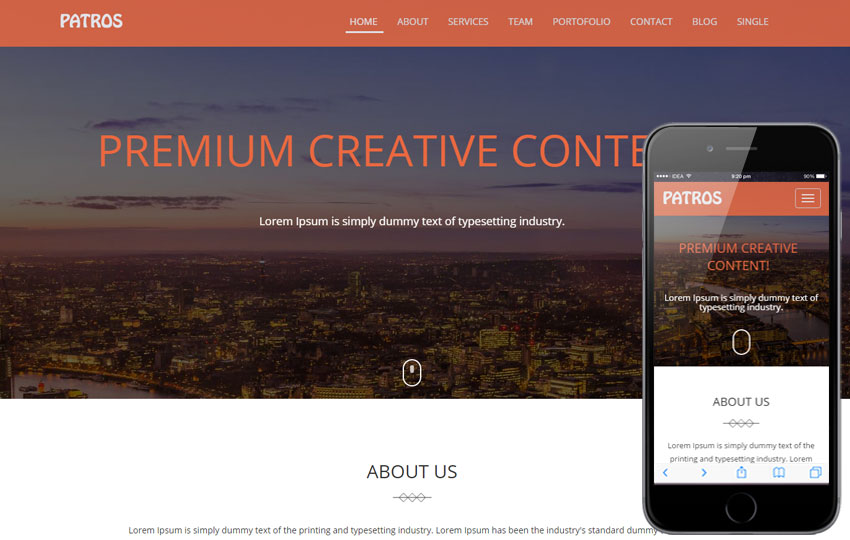 PATROS
HOME ABOUT SERVICES TEAM PORTOFOLIO CONTACT BLOG SINGLE
PREMIUM CREATIVE CONTE
Lorem Ipsum is simply dummy text of typesetting industry.
ABOUT US
Lorem Ipsum is simply dummy text of the printing and typesetting industry. Lorem Ipsum has been the industry's standard dummy
IDEA 9:20 pm 90%
PATROS
PREMIUM CREATIVE
CONTENT!
Lorem Ipsum is simply dummy text of
typesetting industry.
ABOUT US
Lorem Ipsum is simply dummy text of the
printing and typesetting industry. Lorem